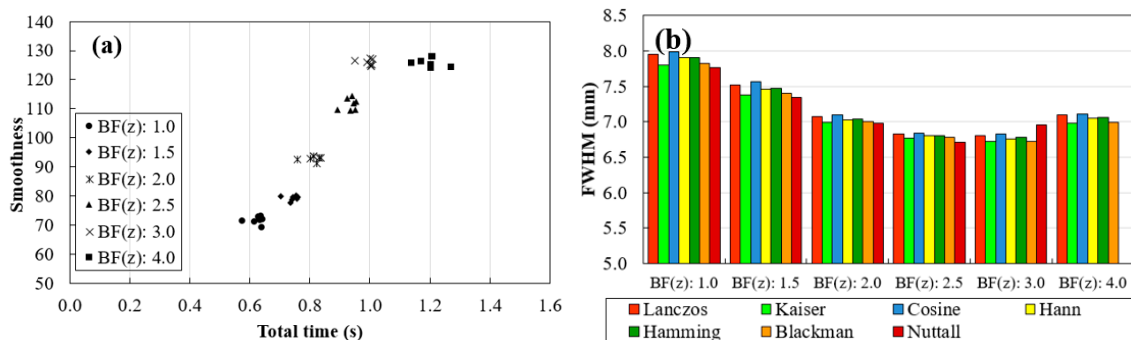 (a)
140
130
120
110
100
90
80
70
60
50
Smoothness
BF(z): 1.0
BF(z): 1.5
BF(z): 2.0
BF(z): 2.5
BF(z): 3.0
BF(z): 4.0
0.0 0.2 0.4 0.6 0.8 1.0 1.2 1.4 1.6
Total time (s)
(b)
8.0
7.5
7.0
6.5
6.0
5.5
5.0
FWHM (mm)
BF(z): 1.0 BF(z): 1.5 BF(z): 2.0 BF(z): 2.5 BF(z): 3.0 BF(z): 4.0
Lanczos Kaiser Cosine Hann
Hamming Blackman Nuttall